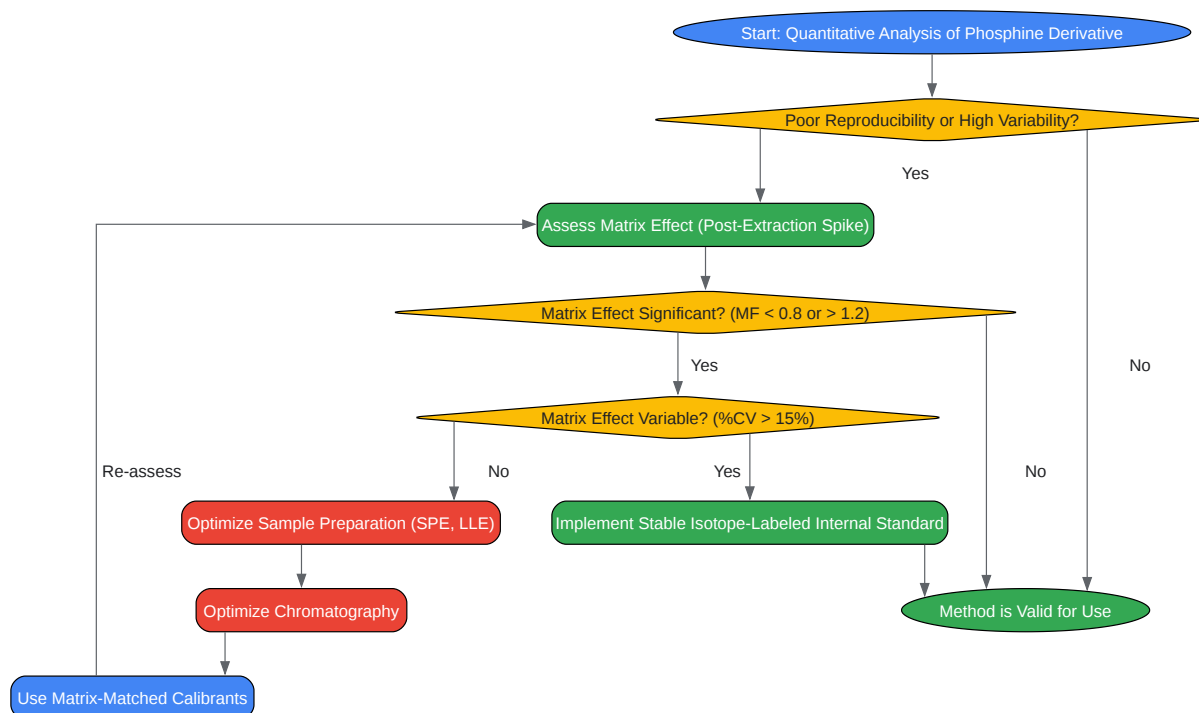 Start: Quantitative Analysis of Phosphine Derivative
Poor Reproducibility or High Variability?
Yes
Assess Matrix Effect (Post-Extraction Spike)
Matrix Effect Significant? (MF < 0.8 or > 1.2)
Yes
No
Matrix Effect Variable? (%CV > 15%)
Re-assess
No
Yes
No
Optimize Sample Preparation (SPE, LLE)
Implement Stable Isotope-Labeled Internal Standard
Optimize Chromatography
Method is Valid for Use
Use Matrix-Matched Calibrants